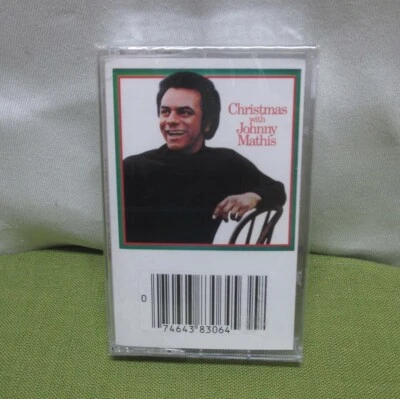 Christmas
with
Johnny
Mathis
0
74643 83064